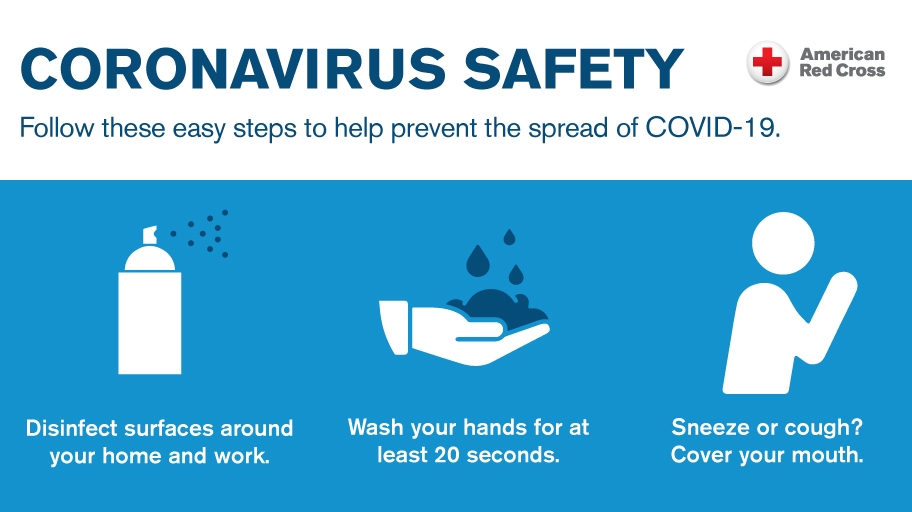 CORONAVIRUS SAFETY
American
Red Cross
Follow these easy steps to help prevent the spread of COVID-19.
Disinfect surfaces around
your home and work.
Wash your hands for at
least 20 seconds.
Sneeze or cough?
Cover your mouth.